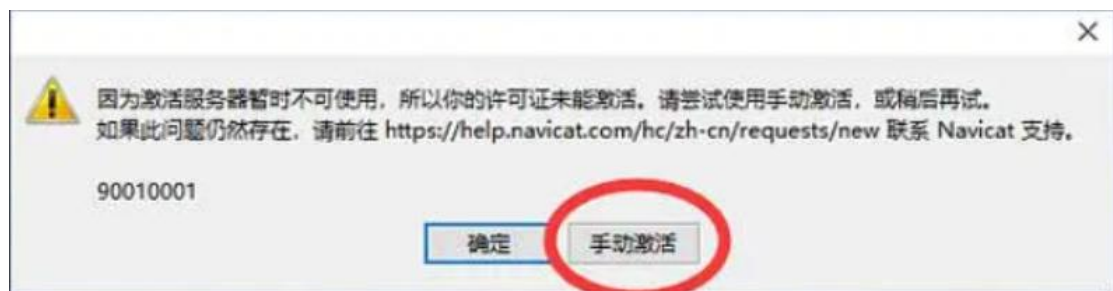 因为激活服务器暂时不可使用，所以你的许可证未能激活。请尝试使用手动激活，或稍后再试。
如果此问题仍然存在，请前往 https://help.navicat.com/hc/zh-cn/requests/new 联系 Navicat 支持。
90010001
确定
手动激活